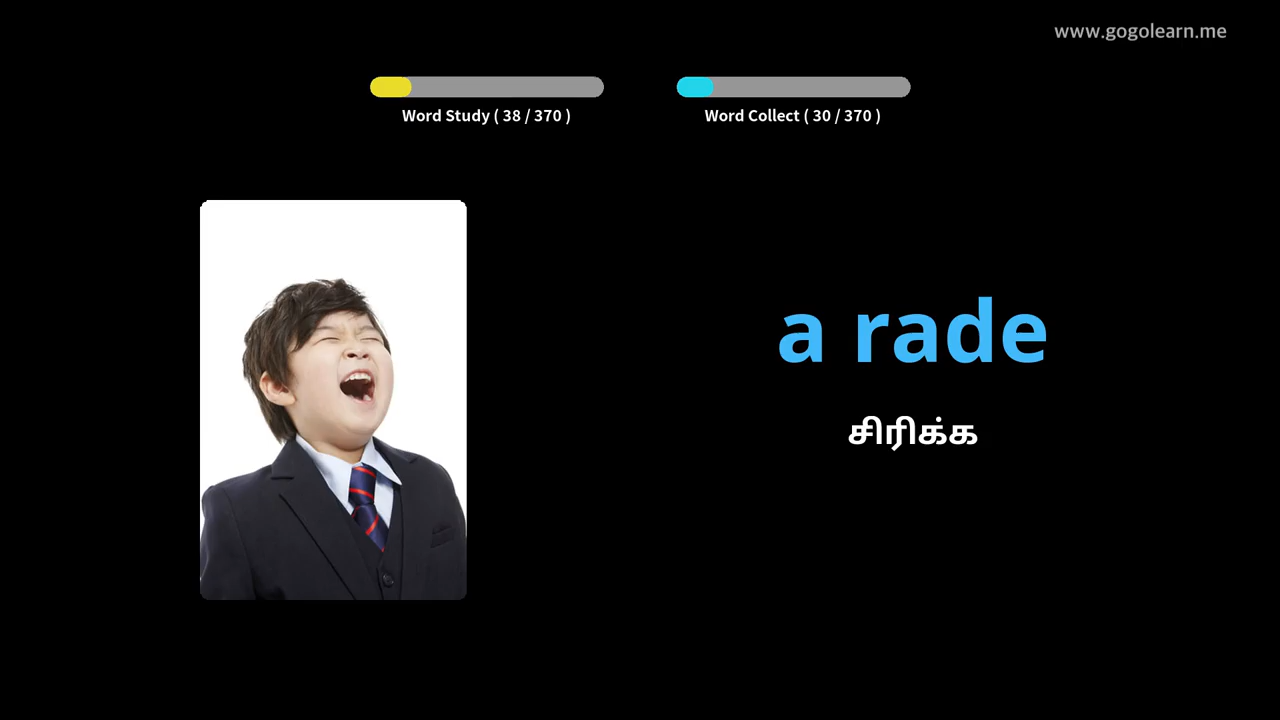 www.gogolearn.me
Word Study ( 38 / 370 )
Word Collect ( 30 / 370 )
a rade
சிரிக்க